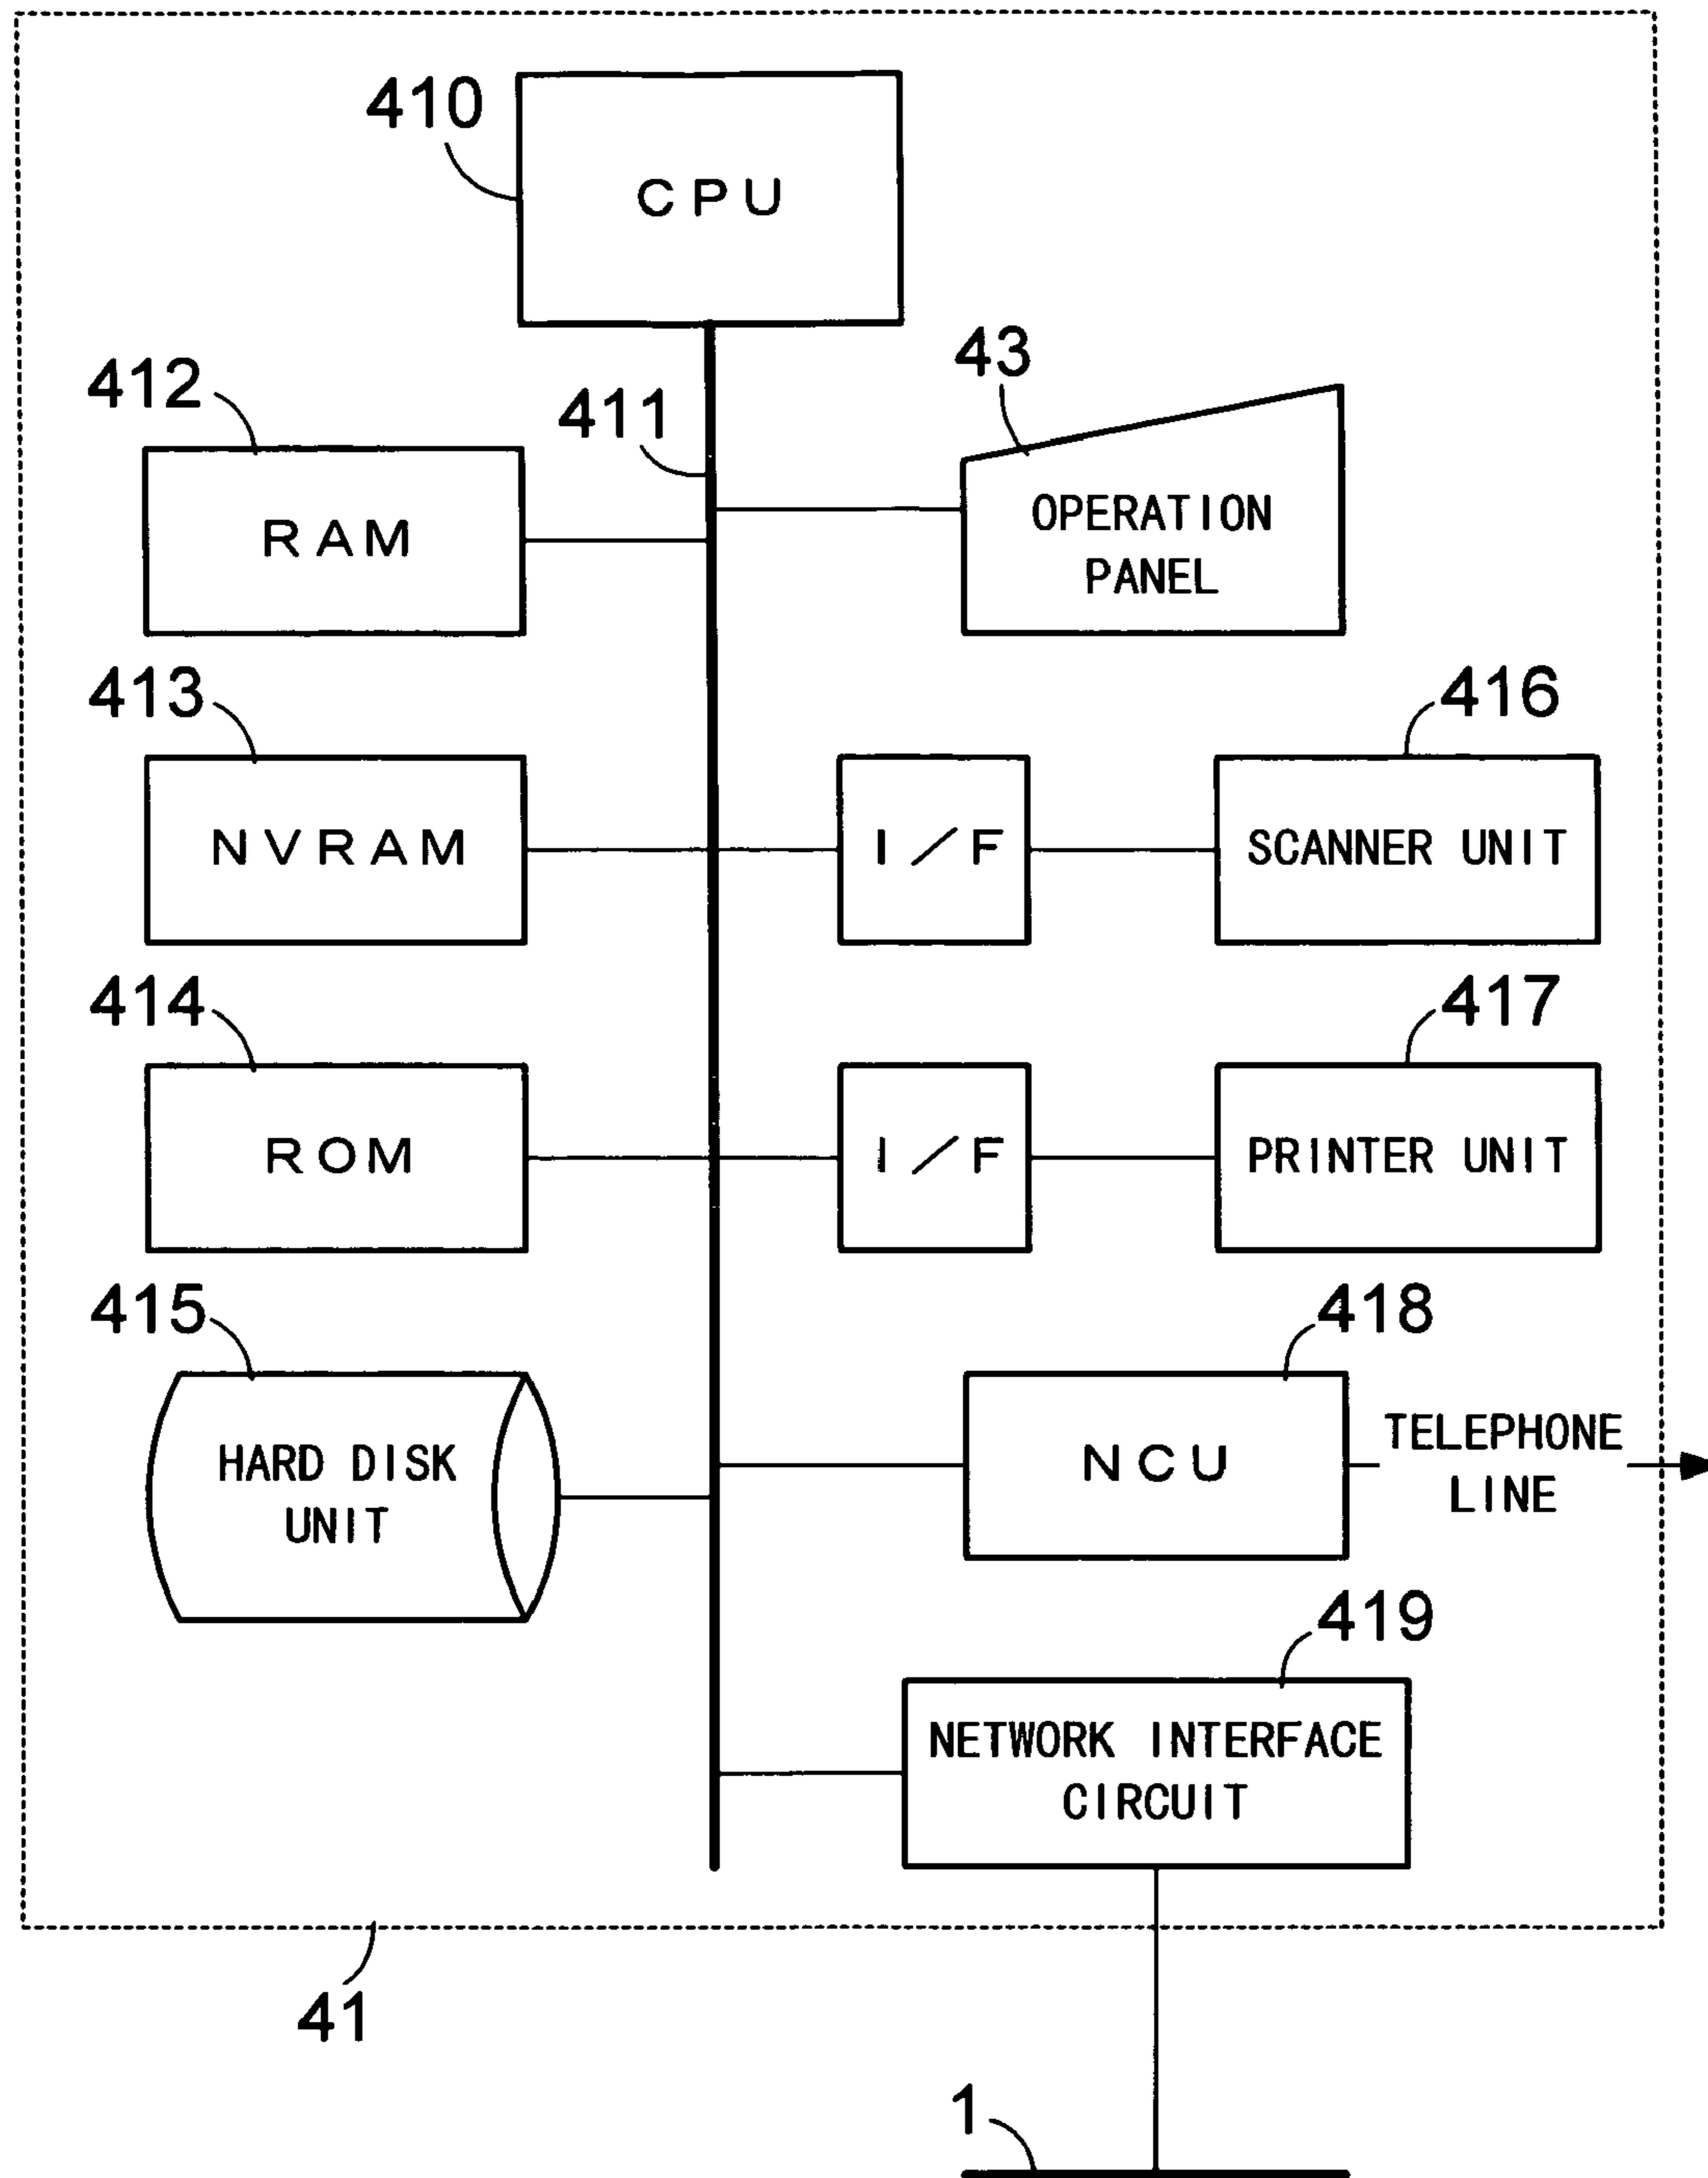 410
CPU
43
412
411
RAM
OPERATION
PANEL
413
416
NVRAM
I/F
SCANNER UNIT
414
417
ROM
I/F
PRINTER UNIT
415
418
HARD DISK
UNIT
NCU
TELEPHONE
LINE
419
NETWORK INTERFACE
CIRCUIT
41
1